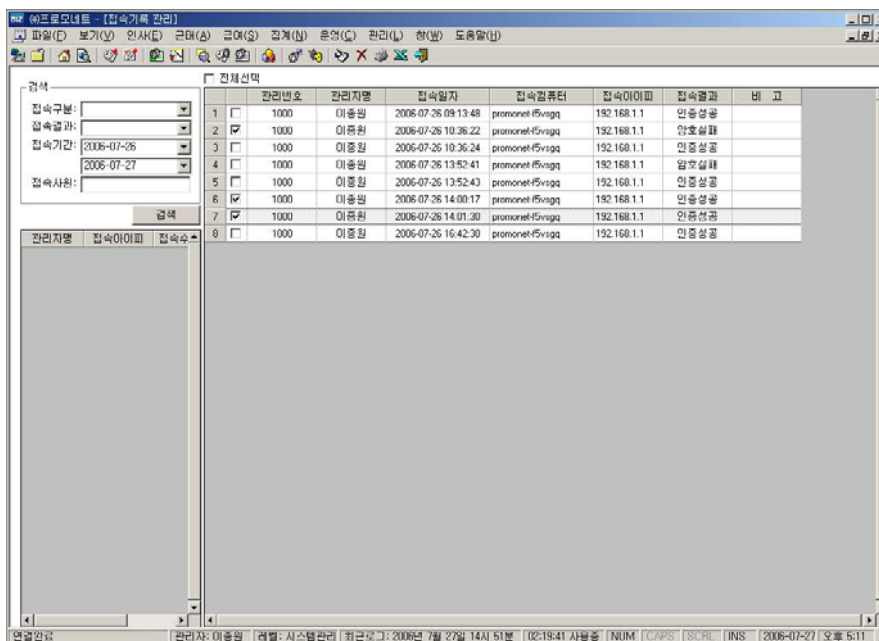 ㈜프로모네트 - [접속기록 관리]
파일(F) 보기(V) 인사(E) 근태(A) 급여(S) 집계(N) 운영(C) 관리(L) 창(W) 도움말(H)
전체선택
검색
접속구분:
접속결과:
접속기간: 2006-07-26
2006-07-27
접속사원:
검색
관리자명 접속아이피 접속수
관리번호 관리자명 접속일자 접속컴퓨터 접속아이피 접속결과 비 고
1 1000 이종원 2006-07-26 09:13:48 promonet-f5vsgq 192.168.1.1 인증성공
2 1000 이종원 2006-07-26 10:36:22 promonet-f5vsgq 192.168.1.1 암호실패
3 1000 이종원 2006-07-26 10:36:24 promonet-f5vsgq 192.168.1.1 인증성공
4 1000 이종원 2006-07-26 13:52:41 promonet-f5vsgq 192.168.1.1 암호실패
5 1000 이종원 2006-07-26 13:52:43 promonet-f5vsgq 192.168.1.1 인증성공
6 1000 이종원 2006-07-26 14:00:17 promonet-f5vsgq 192.168.1.1 인증성공
7 1000 이종원 2006-07-26 14:01:30 promonet-f5vsgq 192.168.1.1 인증성공
8 1000 이종원 2006-07-26 16:42:30 promonet-f5vsgq 192.168.1.1 인증성공
연결완료 관리자: 이종원 레벨: 시스템관리 최근로그: 2006년 7월 27일 14시 51분 02:19:41 사용중 NUM CAPS SCRL INS 2006-07-27 오후 5:11